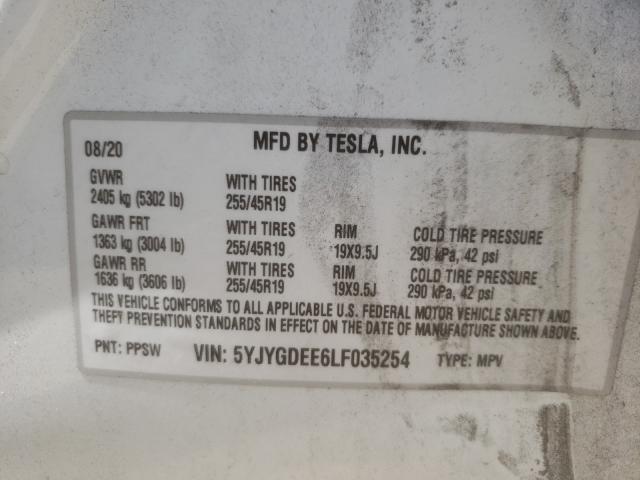 08/20 MFD BY TESLA, INC.
GVWR WITH TIRES
2405 kg (5302 lb) 255/45R19
GAWR FRT WITH TIRES RIM COLD TIRE PRESSURE
1363 kg (3004 lb) 255/45R19 19X9.5J 290 kPa, 42 psi
GAWR RR WITH TIRES RIM COLD TIRE PRESSURE
1636 kg (3606 lb) 255/45R19 19X9.5J 290 kPa, 42 psi
THIS VEHICLE CONFORMS TO ALL APPLICABLE U.S. FEDERAL MOTOR VEHICLE SAFETY AND
THEFT PREVENTION STANDARDS IN EFFECT ON THE DATE OF MANUFACTURE SHOWN ABOVE.
PNT: PPSW VIN: 5YJYGDEE6LF035254 TYPE: MPV